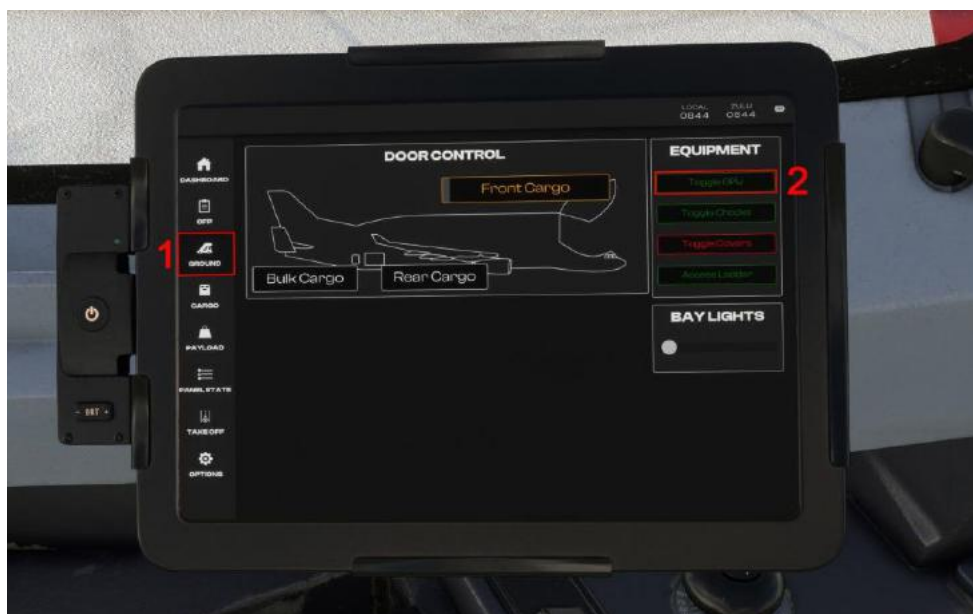 LOCAL ZULU
0844 0844
DASHBOARD
OFP
1
GROUND
CARGO
PAYLOAD
PANEL STATE
TAKEOFF
OPTIONS
DOOR CONTROL
Front Cargo
Bulk Cargo
Rear Cargo
EQUIPMENT
Toggle GPU
2
Toggle Chocks
Toggle Covers
Access Ladder
BAY LIGHTS
- BRT +